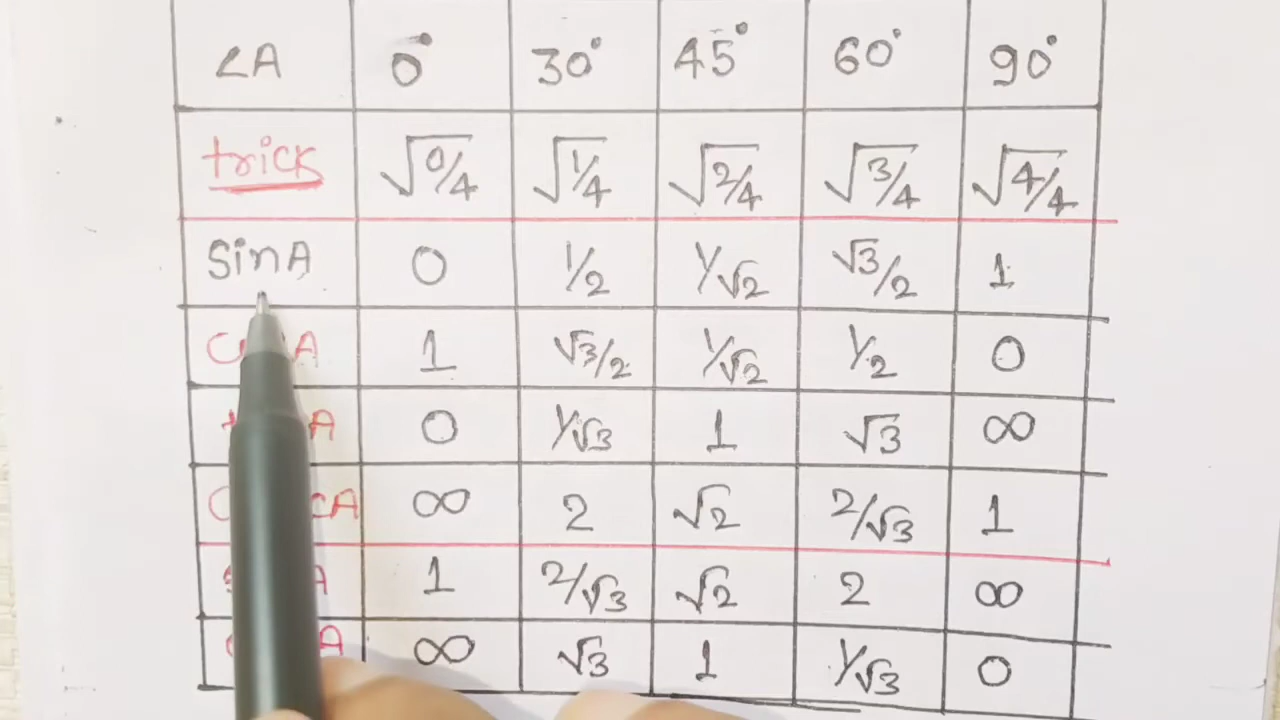 ∠A 0° 30° 45° 60° 90°
trick √0/4 √1/4 √2/4 √3/4 √4/4
SinA 0 1/2 1/√2 √3/2 1
1 √3/2 1/√2 1/2 0
0 1/√3 1 √3 ∞
∞ 2 √2 2/√3 1
1 2/√3 √2 2 ∞
∞ √3 1 1/√3 0